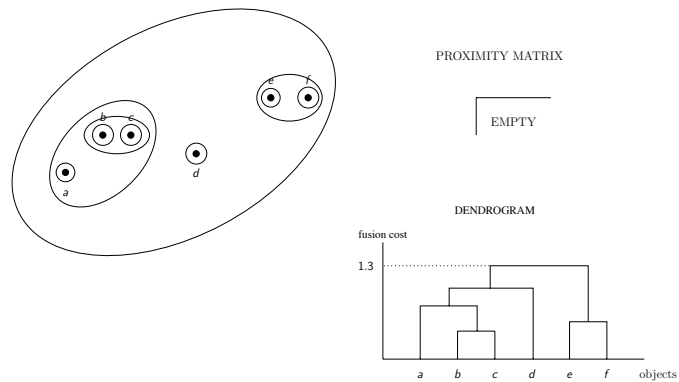 PROXIMITY MATRIX
e f
b c
EMPTY
d
a
DENDROGRAM
fusion cost
1.3
a b c d e f objects